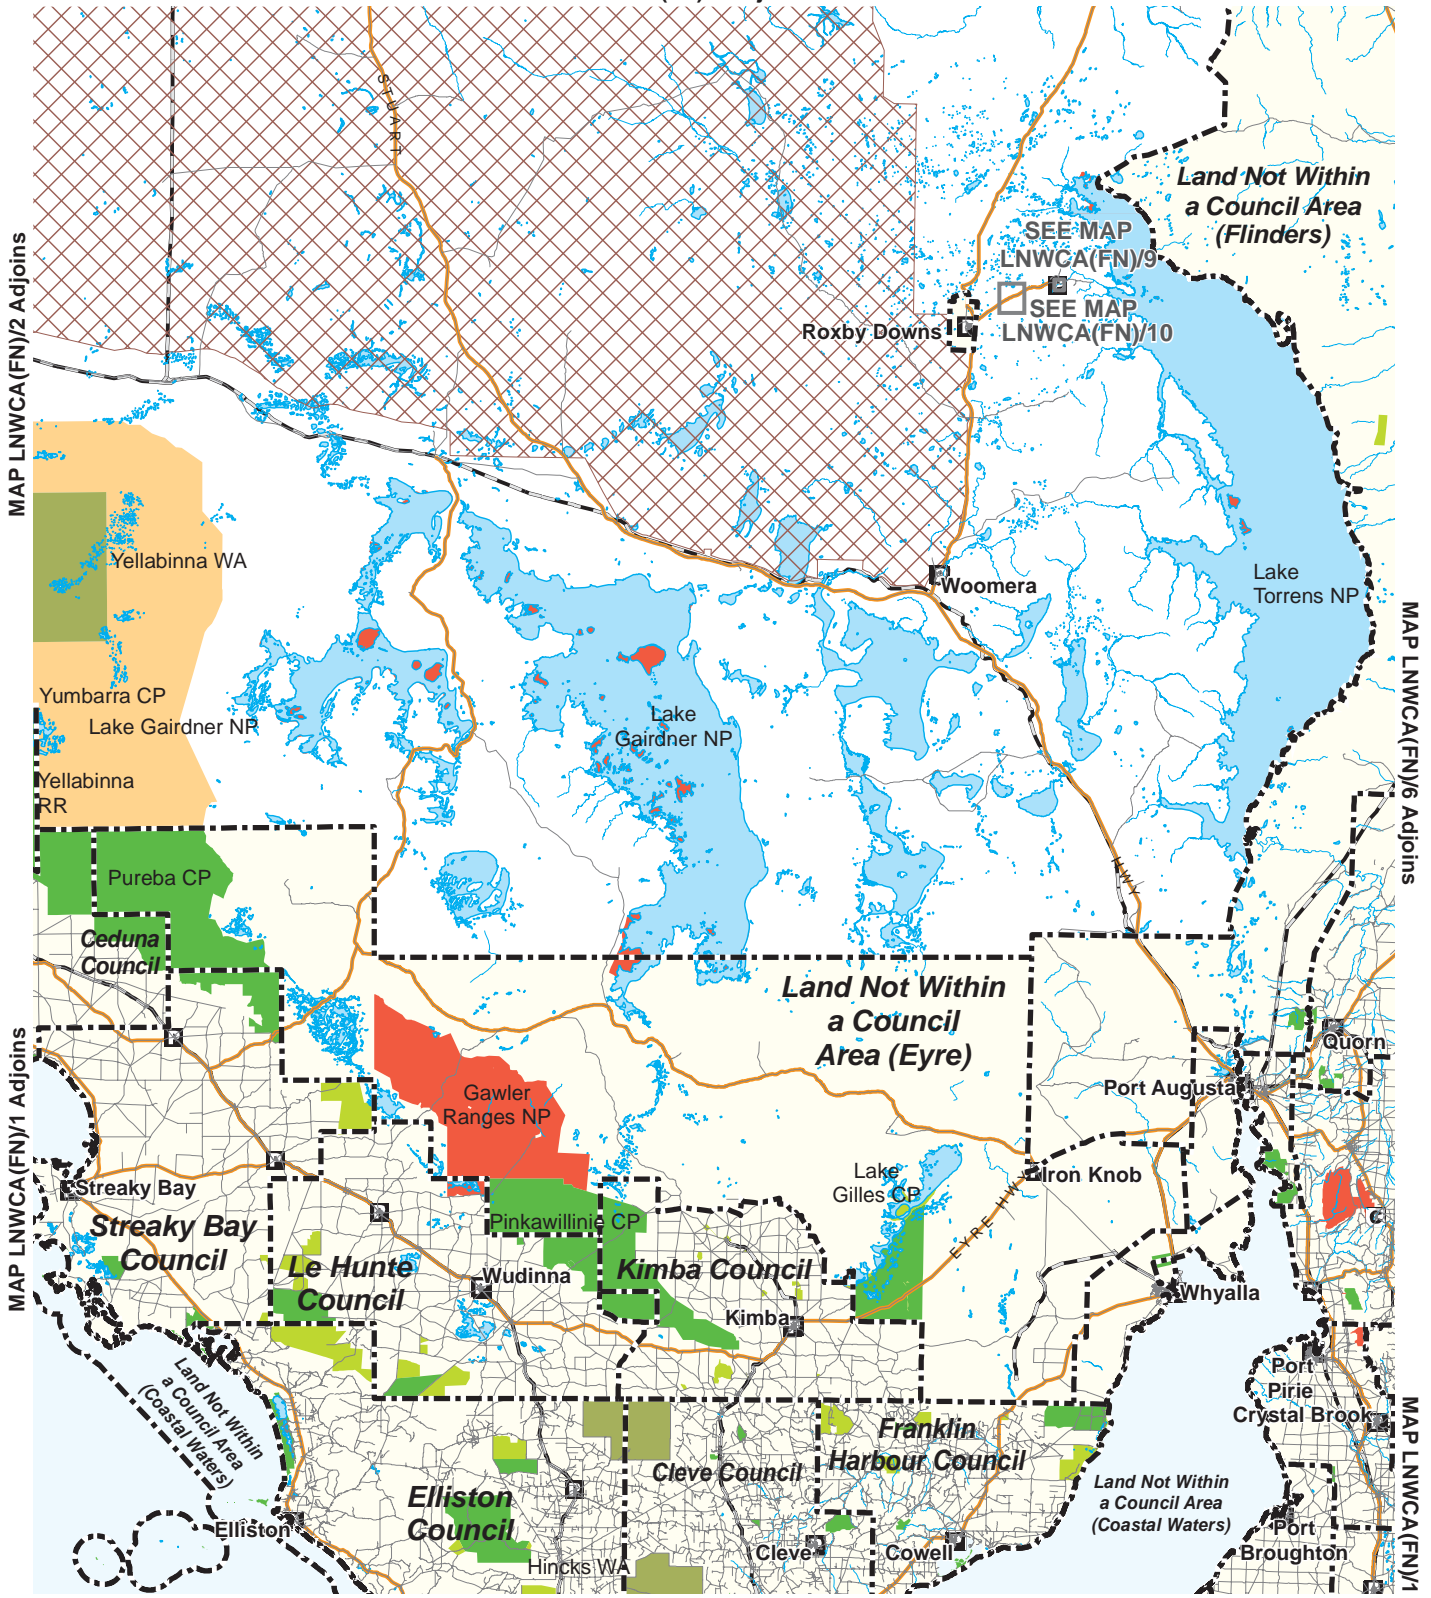 STUART
Land Not Within
a Council Area
(Flinders)
SEE MAP
LNWCA(FN)/9
SEE MAP
LNWCA(FN)/10
Roxby Downs
MAP LNWCA(FN)/2 Adjoins
Yellabinna WA
Woomera
Lake
Torrens NP
Yumbarra CP
Lake Gairdner NP
Lake
Gairdner NP
Yellabinna
RR
MAP LNWCA(FN)/6 Adjoins
Pureba CP
HWY
Ceduna
Council
Land Not Within
a Council
Area (Eyre)
Quorn
Port Augusta
Gawler
Ranges NP
MAP LNWCA(FN)/1 Adjoins
Lake
Gilles CP
Iron Knob
Streaky Bay
Streaky Bay
Council
Pinkawillinie CP
EYRE HWY
C
Le Hunte
Council
Wudinna
Kimba Council
Whyalla
Kimba
Land Not Within
a Council Area
(Coastal Waters)
Port
Pirie
Crystal Brook
Franklin
Harbour Council
Cleve Council
Land Not Within
a Council Area
(Coastal Waters)
MAP LNWCA(FN)/1
Elliston
Council
Elliston
Hincks WA
Cleve
Cowell
Port
Broughton